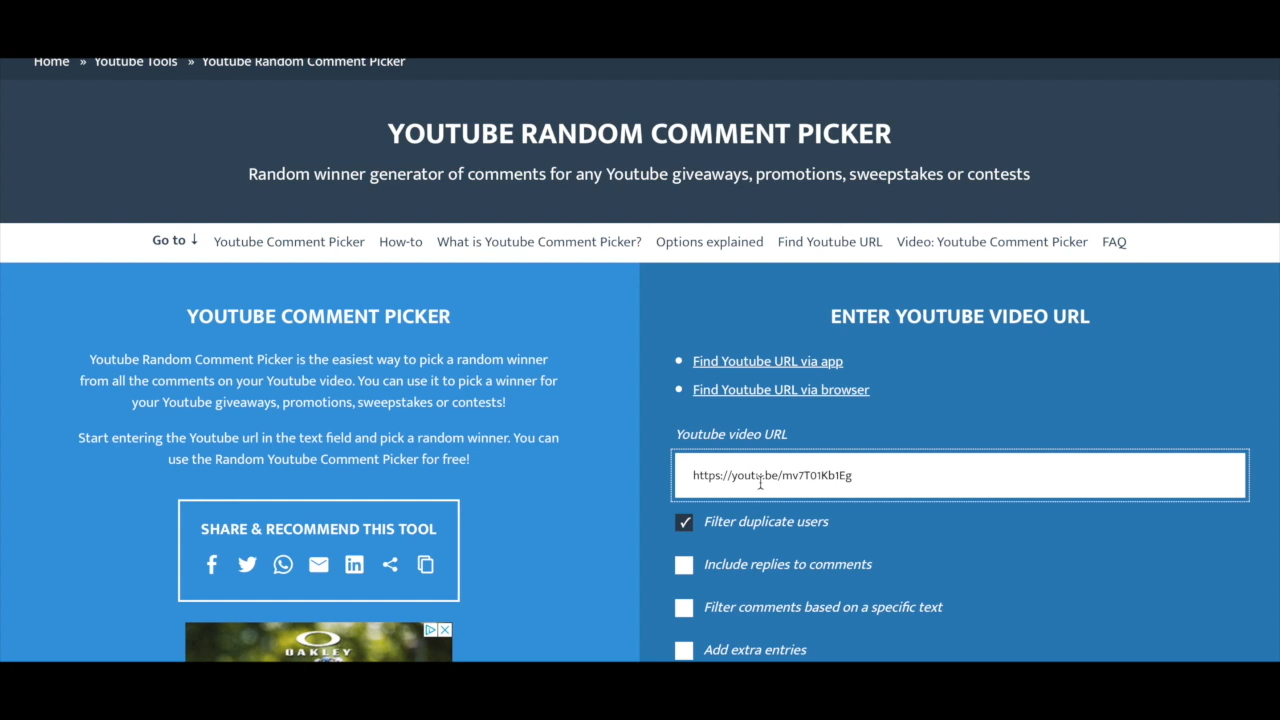 Home » Youtube Tools » Youtube Random Comment Picker
YOUTUBE RANDOM COMMENT PICKER
Random winner generator of comments for any Youtube giveaways, promotions, sweepstakes or contests
Go to ↓ Youtube Comment Picker How-to What is Youtube Comment Picker? Options explained Find Youtube URL Video: Youtube Comment Picker FAQ
YOUTUBE COMMENT PICKER
Youtube Random Comment Picker is the easiest way to pick a random winner
from all the comments on your Youtube video. You can use it to pick a winner for
your Youtube giveaways, promotions, sweepstakes or contests!
Start entering the Youtube url in the text field and pick a random winner. You can
use the Random Youtube Comment Picker for free!
SHARE & RECOMMEND THIS TOOL
OAKLEY
ENTER YOUTUBE VIDEO URL
• Find Youtube URL via app
• Find Youtube URL via browser
Youtube video URL
https://youtu.be/mv7T01Kb1Eg
Filter duplicate users
Include replies to comments
Filter comments based on a specific text
Add extra entries